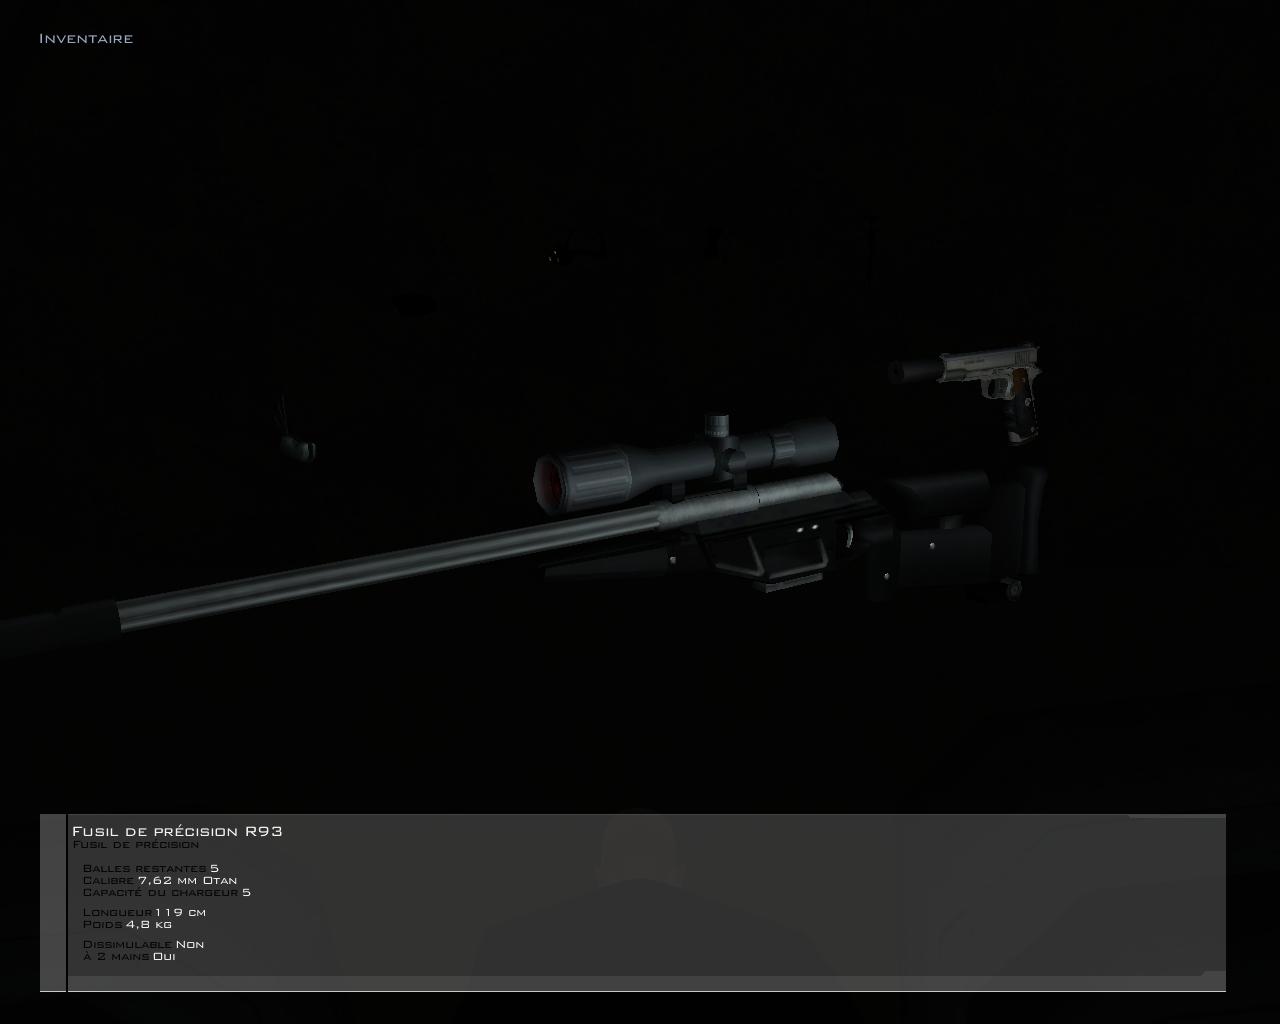 Inventaire
Fusil de précision R93
Fusil de précision
Balles restantes 5
Calibre 7,62 mm Otan
Capacité du chargeur 5
Longueur 119 cm
Poids 4,8 kg
Dissimulable Non
À 2 mains Oui